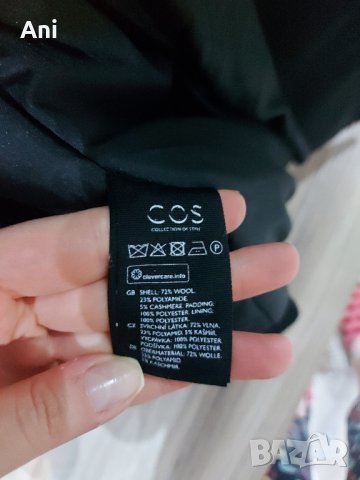 Ani
COS
COLLECTION OF STYLE
P
clevercare.info
GB SHELL: 72% WOOL.
23% POLYAMIDE.
5% CASHMERE. PADDING.
100% POLYESTER. LINING.
100% POLYESTER.
CZ SVRCHNÍ LÁTKA: 72% VLNA.
23% POLYAMID. 5% KAŠMÍR.
VYCPÁVKA: 100% POLYESTER.
PODŠÍVKA: 100% POLYESTER.
DE OBERMATERIAL: 72% WOLLE.
23% POLYAMID.
5% KASCHMIR.
BAZAR